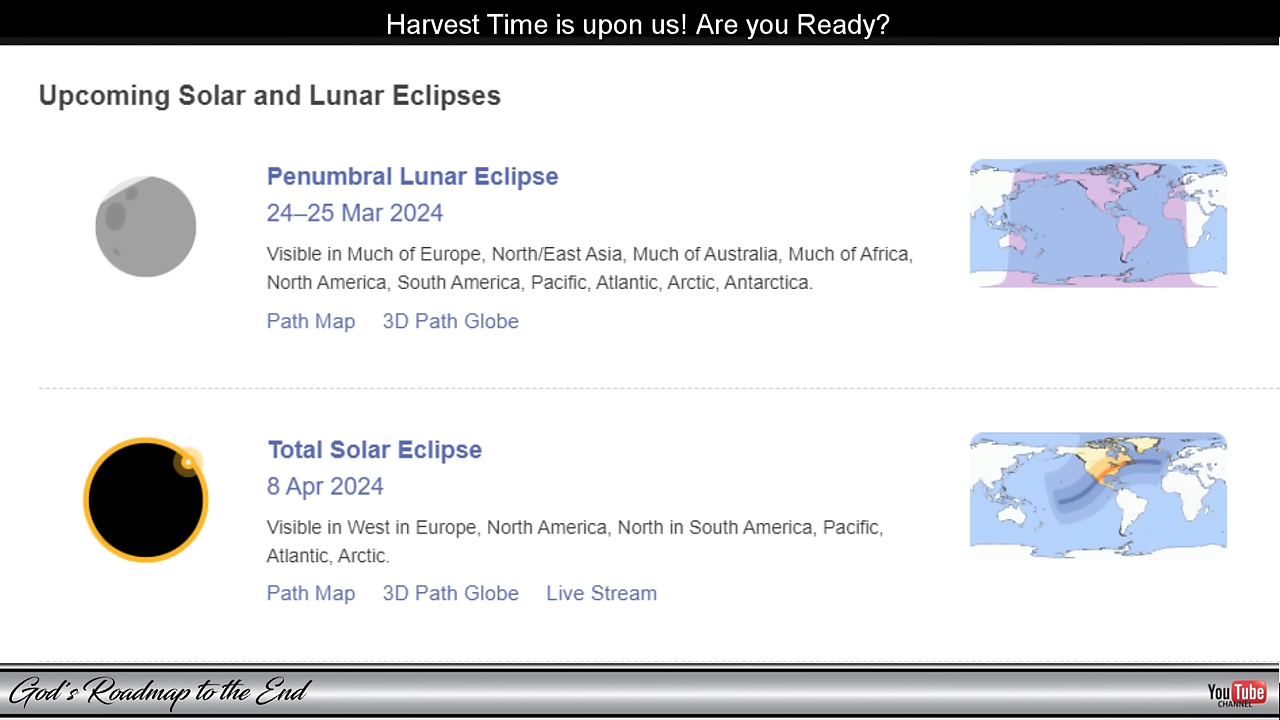 Harvest Time is upon us! Are you Ready?
Upcoming Solar and Lunar Eclipses
Penumbral Lunar Eclipse
24–25 Mar 2024
Visible in Much of Europe, North/East Asia, Much of Australia, Much of Africa,
North America, South America, Pacific, Atlantic, Arctic, Antarctica.
Path Map 3D Path Globe
Total Solar Eclipse
8 Apr 2024
Visible in West in Europe, North America, North in South America, Pacific,
Atlantic, Arctic.
Path Map 3D Path Globe Live Stream
God's Roadmap to the End
YouTube
CHANNEL